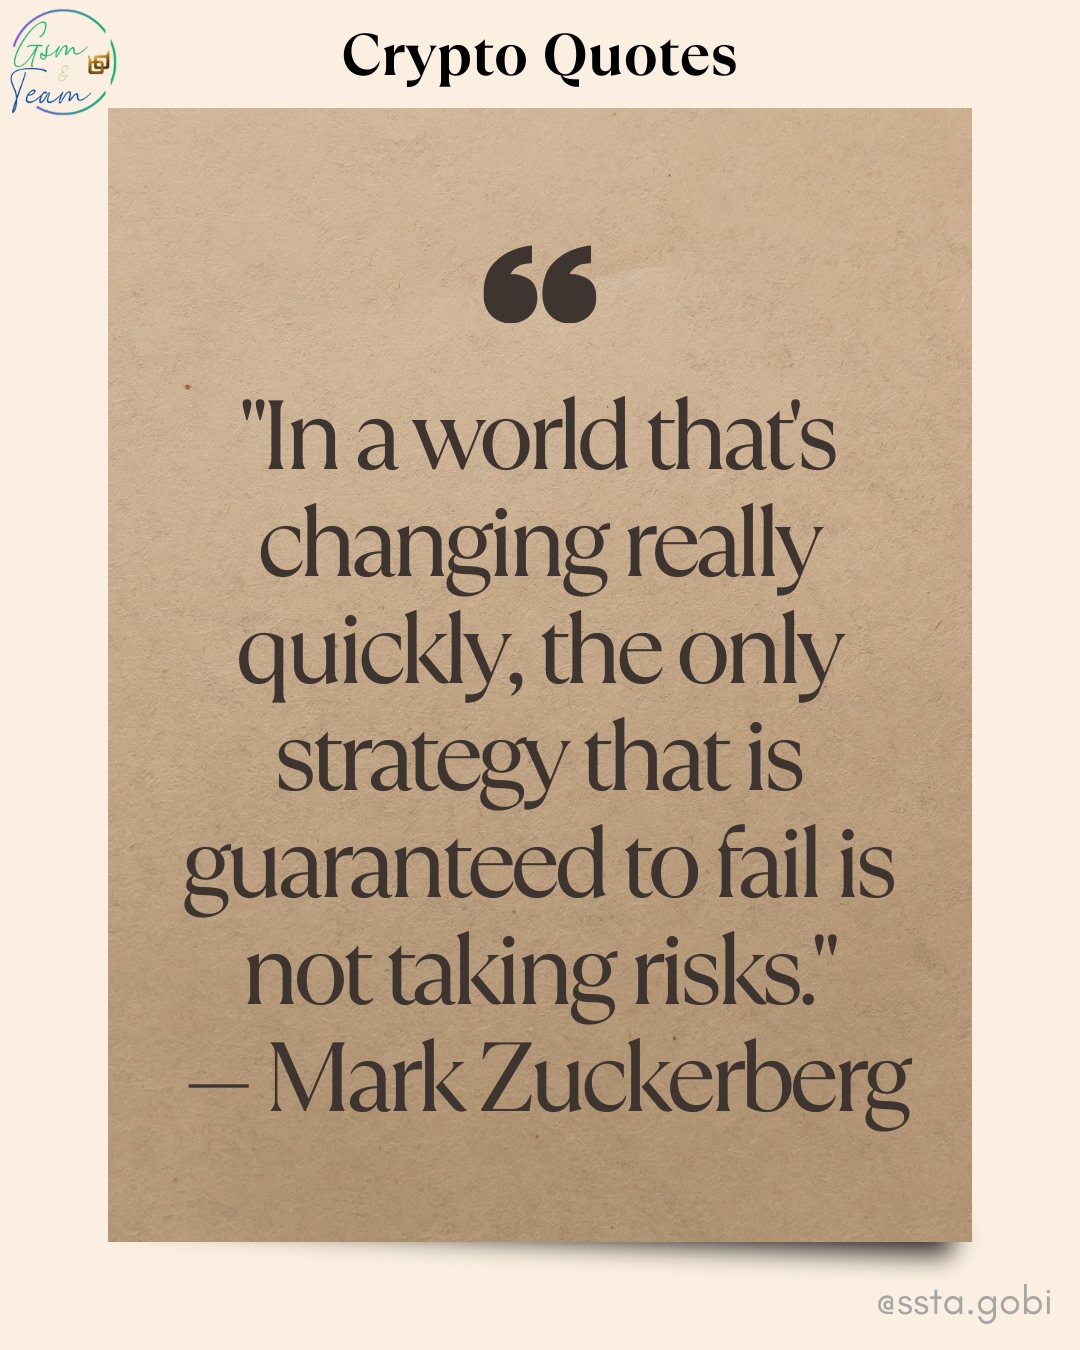 Gsm
&
Team
Crypto Quotes
“
"In a world that's
changing really
quickly, the only
strategy that is
guaranteed to fail is
not taking risks."
— Mark Zuckerberg
@ssta.gobi